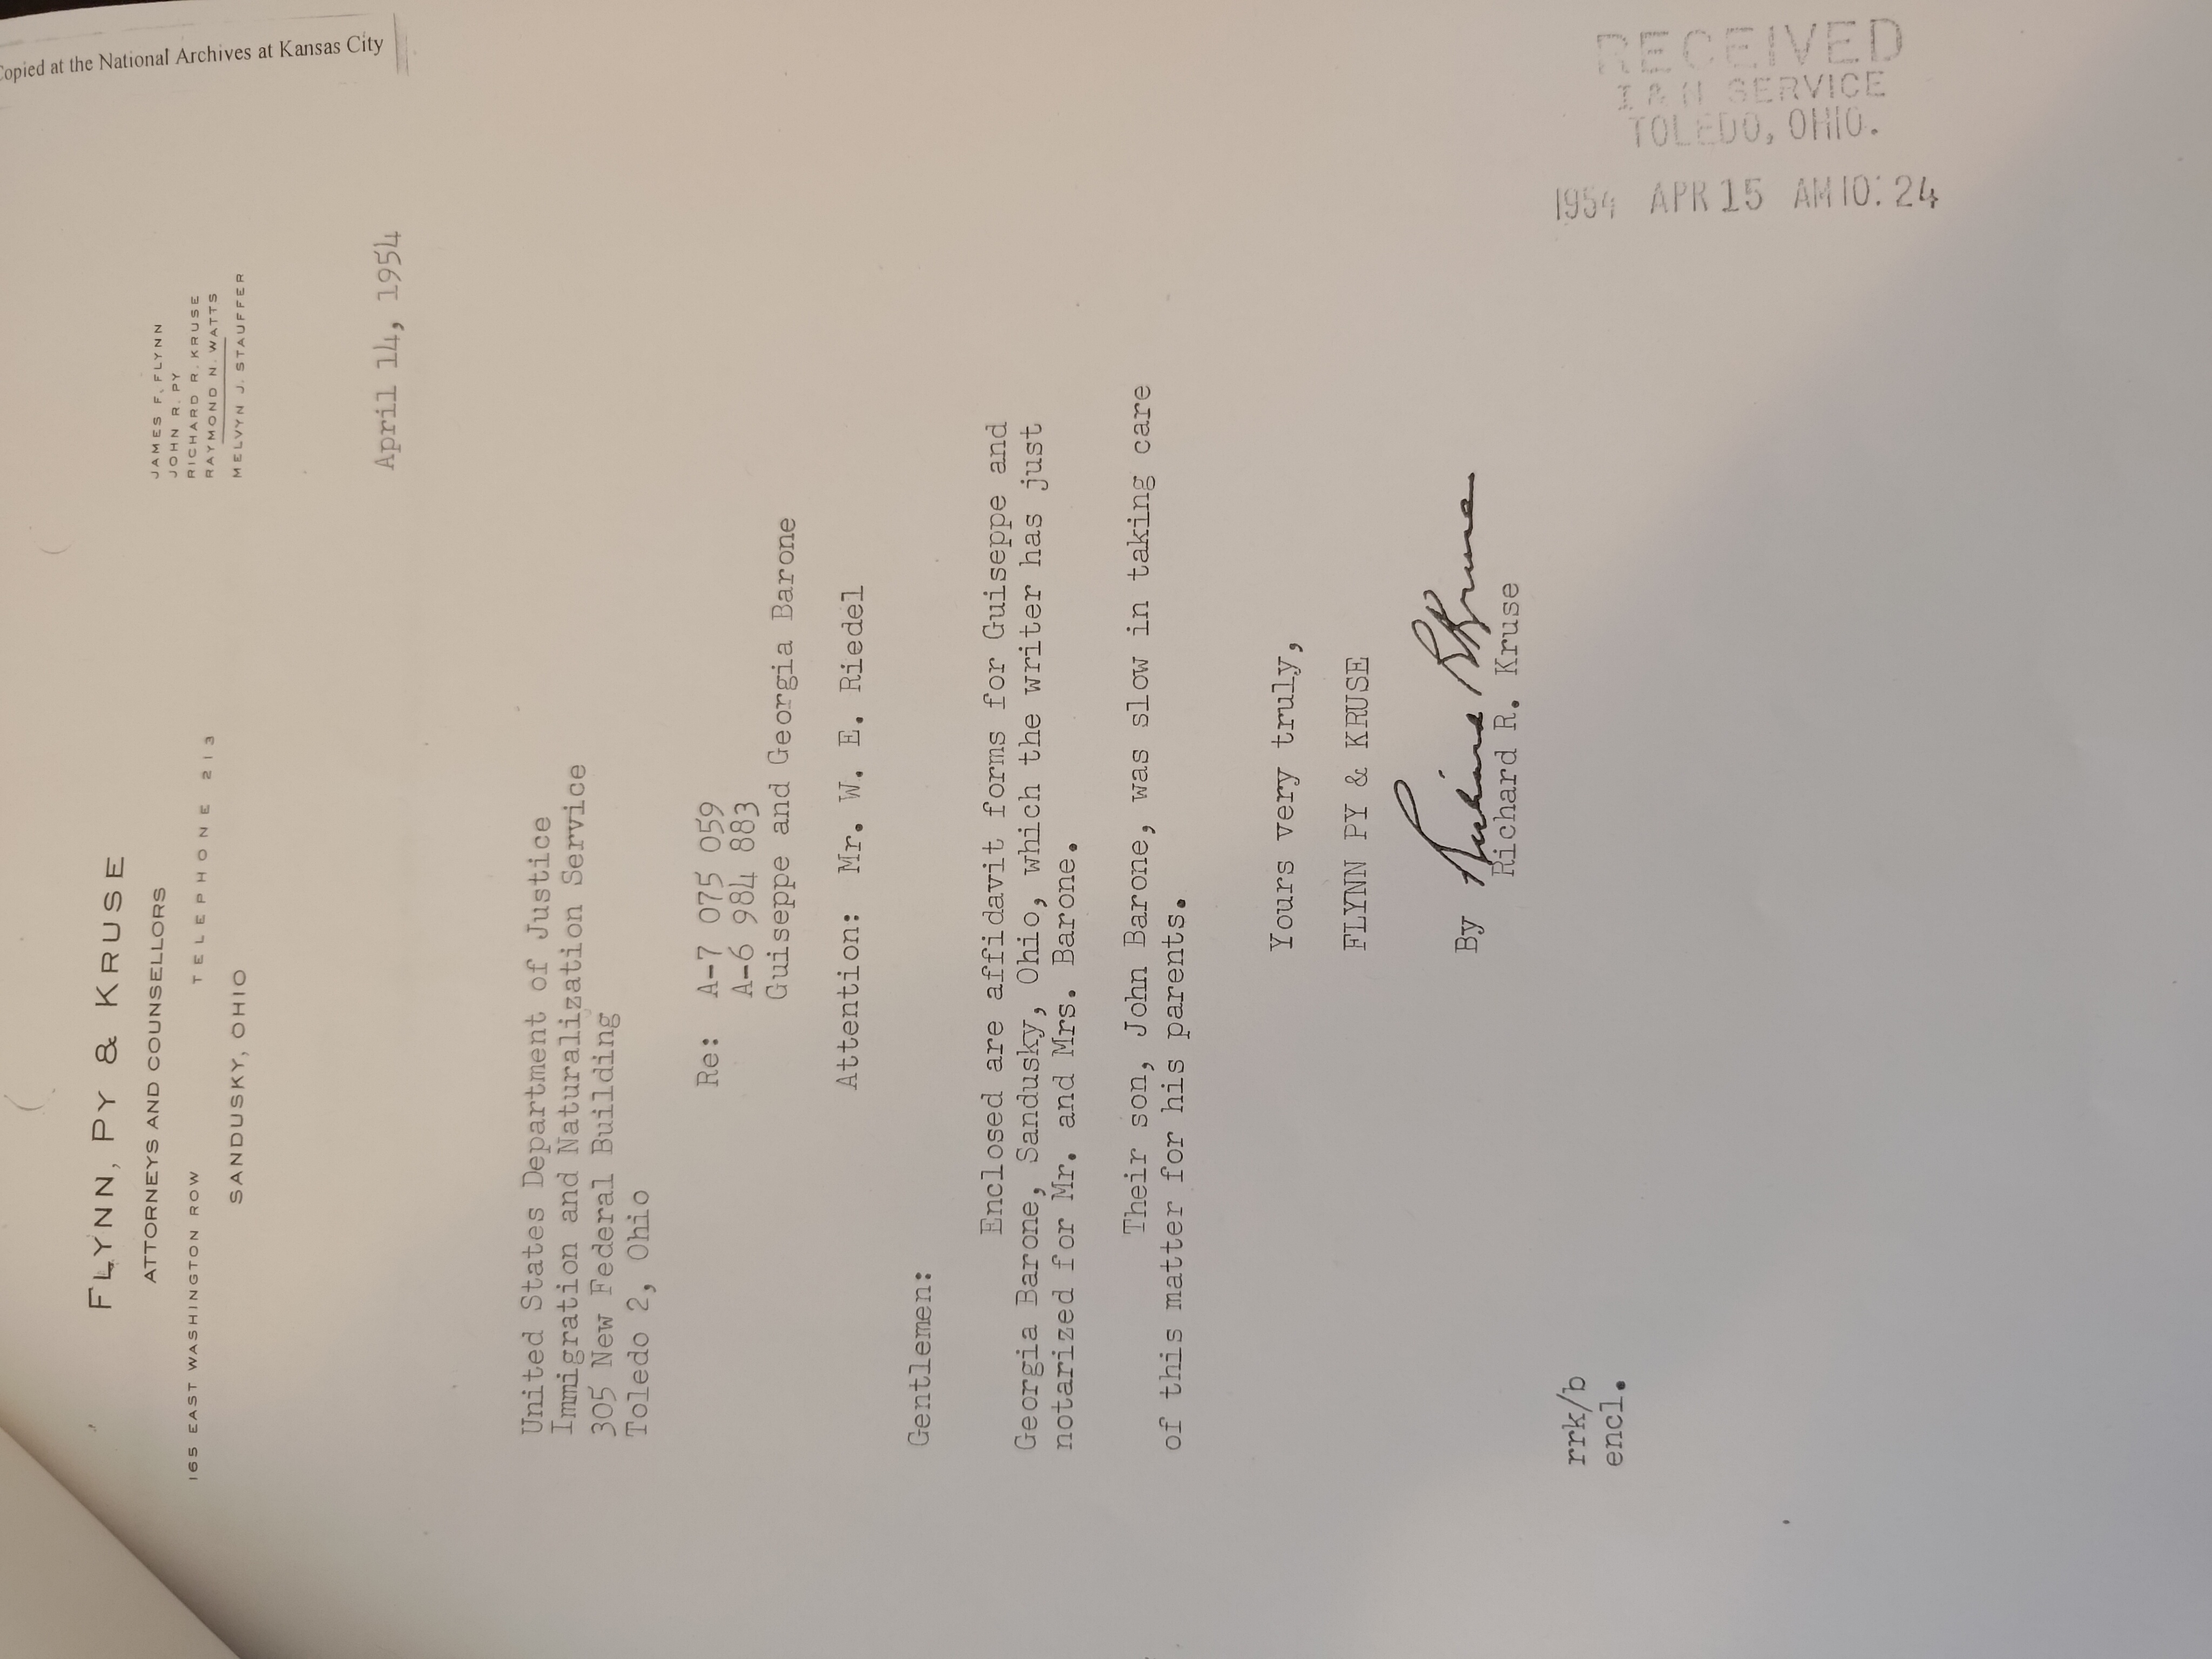 Copied at the National Archives at Kansas City
FLYNN, PY & KRUSE
ATTORNEYS AND COUNSELLORS
165 EAST WASHINGTON ROW TELEPHONE 213
SANDUSKY, OHIO
JAMES F. FLYNN
JOHN R. PY
RICHARD R. KRUSE
RAYMOND N. WATTS
MELVYN J. STAUFFER
April 14, 1954
United States Department of Justice
Immigration and Naturalization Service
305 New Federal Building
Toledo 2, Ohio
Re: A-7 075 059
A-6 984 883
Guiseppe and Georgia Barone
Attention: Mr. W. E. Riedel
Gentlemen:
Enclosed are affidavit forms for Guiseppe and
Georgia Barone, Sandusky, Ohio, which the writer has just
notarized for Mr. and Mrs. Barone.
Their son, John Barone, was slow in taking care
of this matter for his parents.
Yours very truly,
FLYNN PY & KRUSE
By Richard R Kruse
Richard R. Kruse
rrk/b
encl.
RECEIVED
I & N SERVICE
TOLEDO, OHIO.
1954 APR 15 AM 10:24